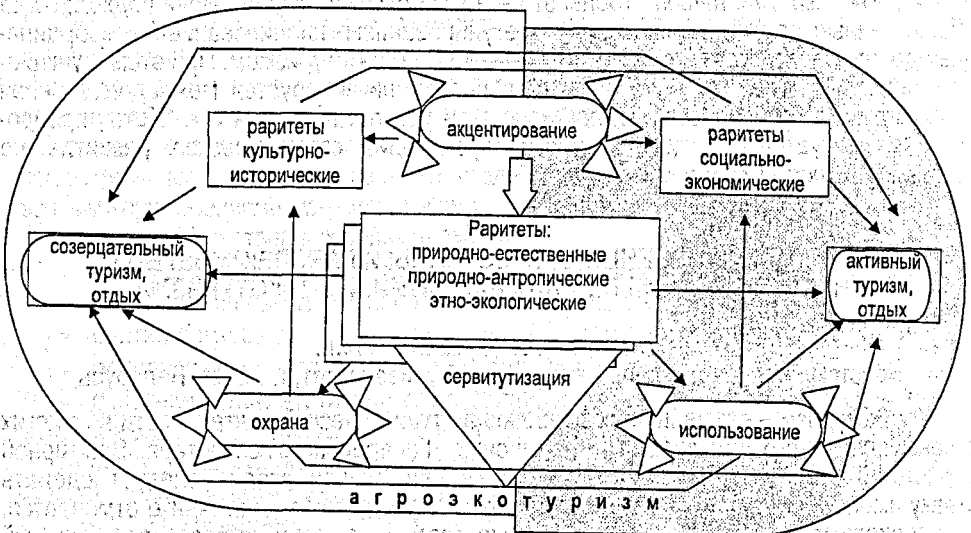 акцентирование
раритеты
культурно-
исторические
раритеты
социально-
экономические
Раритеты:
природно-естественные
природно-антропические
этно-экологические
созерцательный
туризм,
отдых
активный
туризм,
отдых
сервитутизация
охрана
использование
агроэкотуризм